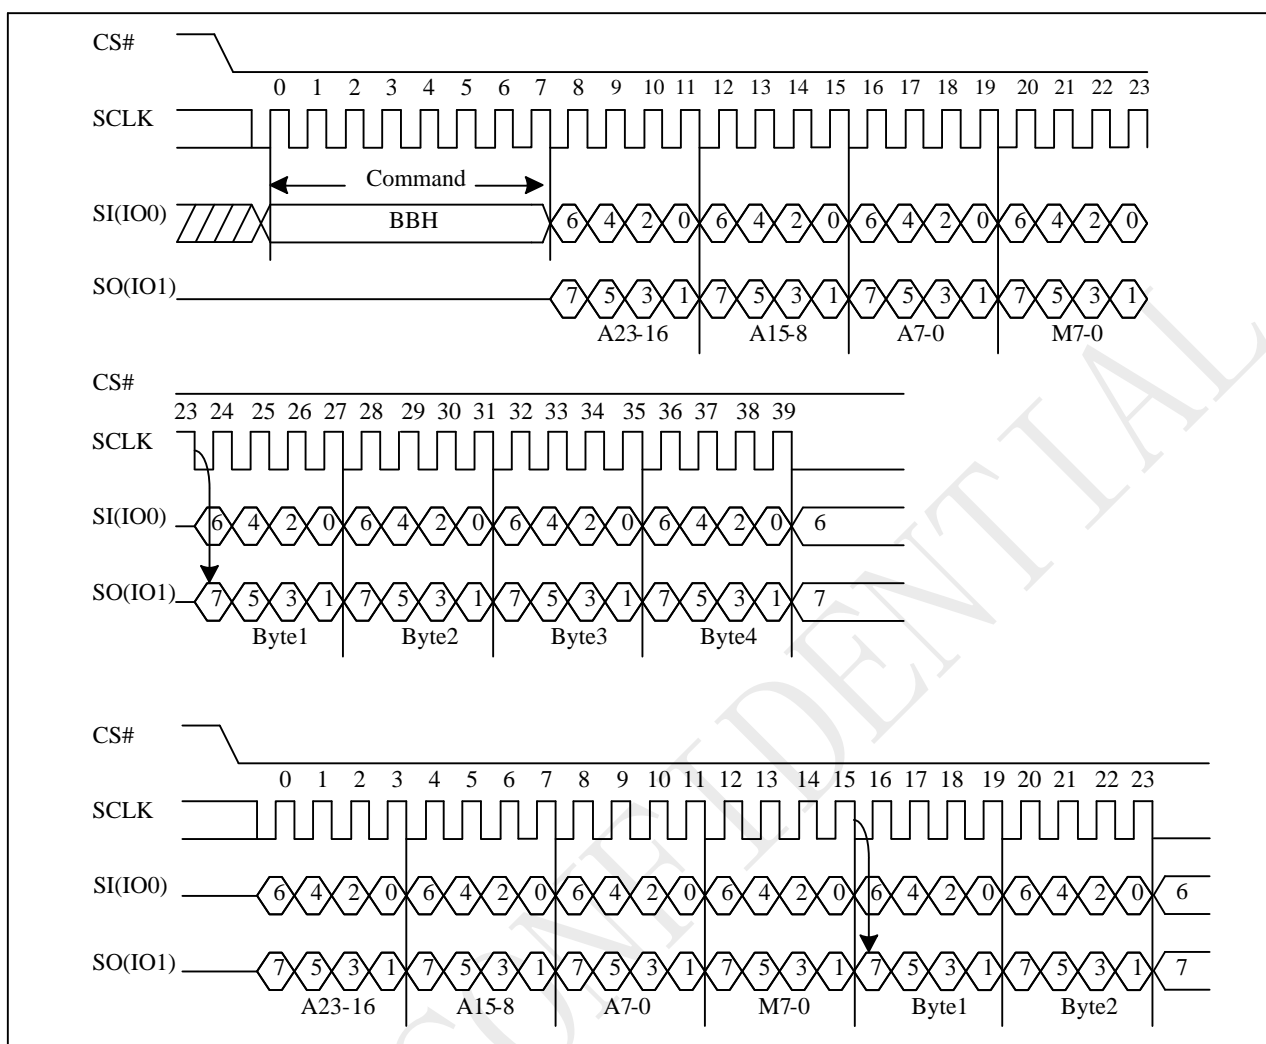 CS#
0 1 2 3 4 5 6 7 8 9 10 11 12 13 14 15 16 17 18 19 20 21 22 23
SCLK
Command
SI(IO0) BBH 6 4 2 0 6 4 2 0 6 4 2 0 6 4 2 0
SO(IO1) 7 5 3 1 7 5 3 1 7 5 3 1 7 5 3 1
A23-16 A15-8 A7-0 M7-0
CS#
23 24 25 26 27 28 29 30 31 32 33 34 35 36 37 38 39
SCLK
SI(IO0) 6 4 2 0 6 4 2 0 6 4 2 0 6 4 2 0 6
SO(IO1) 7 5 3 1 7 5 3 1 7 5 3 1 7 5 3 1 7
Byte1 Byte2 Byte3 Byte4
CS#
0 1 2 3 4 5 6 7 8 9 10 11 12 13 14 15 16 17 18 19 20 21 22 23
SCLK
SI(IO0) 6 4 2 0 6 4 2 0 6 4 2 0 6 4 2 0 6 4 2 0 6 4 2 0 6
SO(IO1) 7 5 3 1 7 5 3 1 7 5 3 1 7 5 3 1 7 5 3 1 7 5 3 1 7
A23-16 A15-8 A7-0 M7-0 Byte1 Byte2
CONFIDENTIAL